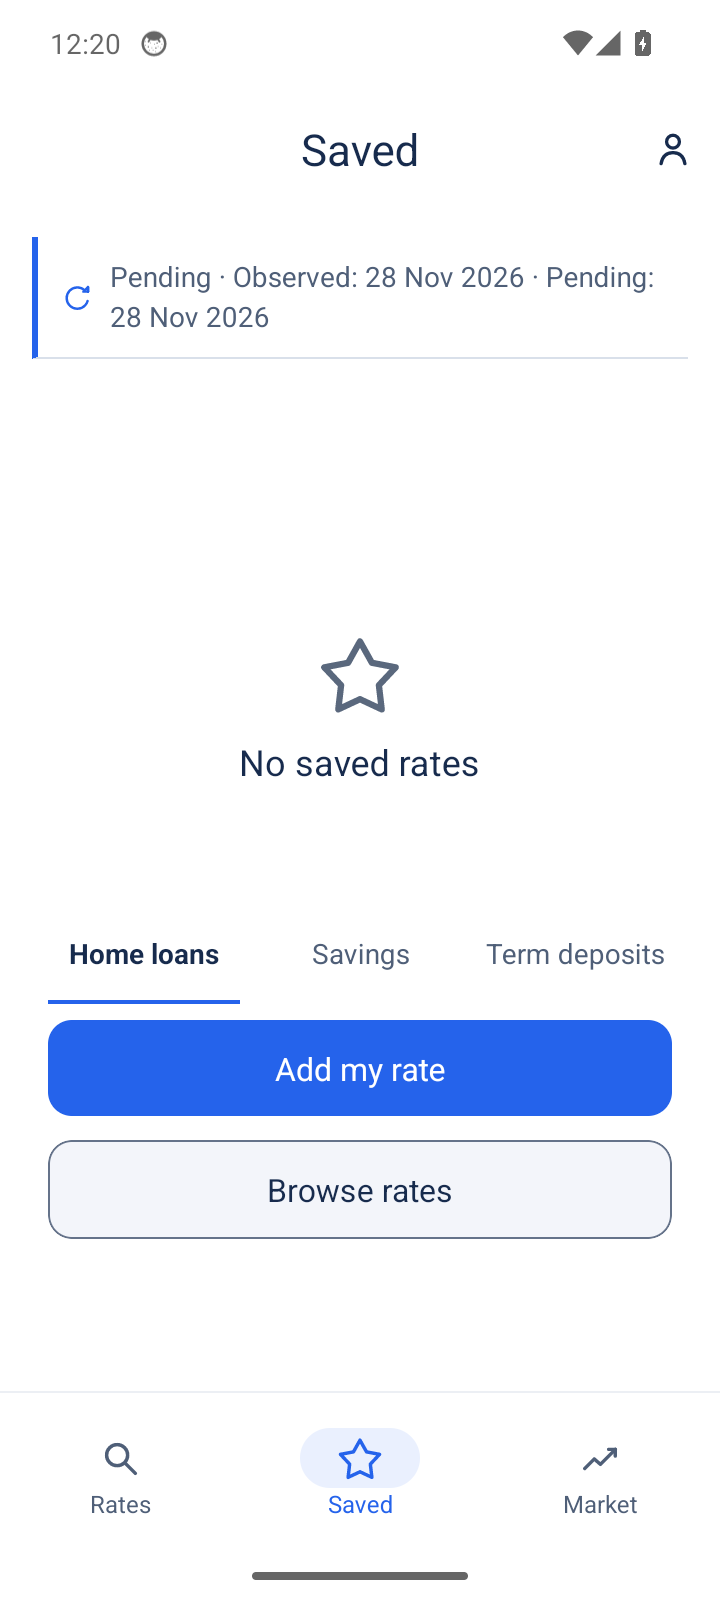 12:20
Saved
Pending · Observed: 28 Nov 2026 · Pending:
28 Nov 2026
No saved rates
Home loans
Savings
Term deposits
Add my rate
Browse rates
Rates
Saved
Market